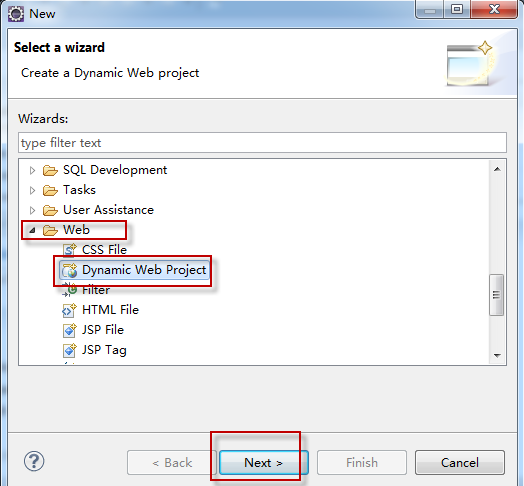 New
Select a wizard
Create a Dynamic Web project
Wizards:
type filter text
SQL Development
Tasks
User Assistance
Web
CSS File
Dynamic Web Project
Filter
HTML File
JSP File
JSP Tag
< Back
Next >
Finish
Cancel